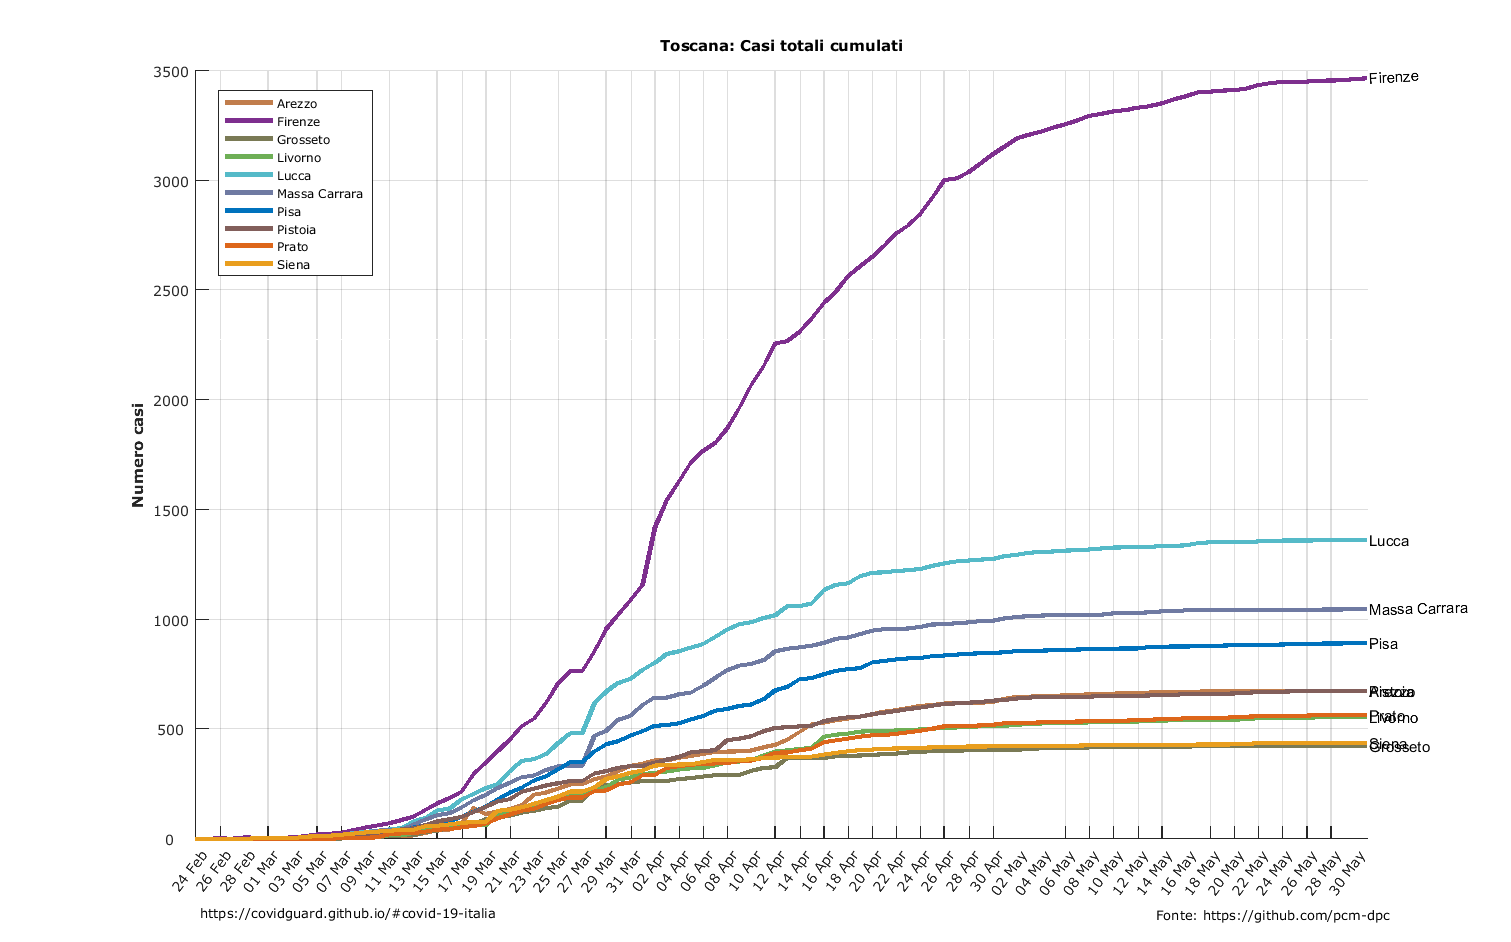 Toscana: Casi totali cumulati
Numero casi
3500
3000
2500
2000
1500
1000
500
0
Arezzo
Firenze
Grosseto
Livorno
Lucca
Massa Carrara
Pisa
Pistoia
Prato
Siena
Firenze
Lucca
Massa Carrara
Pisa
Pistoia
Arezzo
Prato
Livorno
Siena
Grosseto
24 Feb
26 Feb
28 Feb
01 Mar
03 Mar
05 Mar
07 Mar
09 Mar
11 Mar
13 Mar
15 Mar
17 Mar
19 Mar
21 Mar
23 Mar
25 Mar
27 Mar
29 Mar
31 Mar
02 Apr
04 Apr
06 Apr
08 Apr
10 Apr
12 Apr
14 Apr
16 Apr
18 Apr
20 Apr
22 Apr
24 Apr
26 Apr
28 Apr
30 Apr
02 May
04 May
06 May
08 May
10 May
12 May
14 May
16 May
18 May
20 May
22 May
24 May
26 May
28 May
30 May
https://covidguard.github.io/#covid-19-italia
Fonte: https://github.com/pcm-dpc